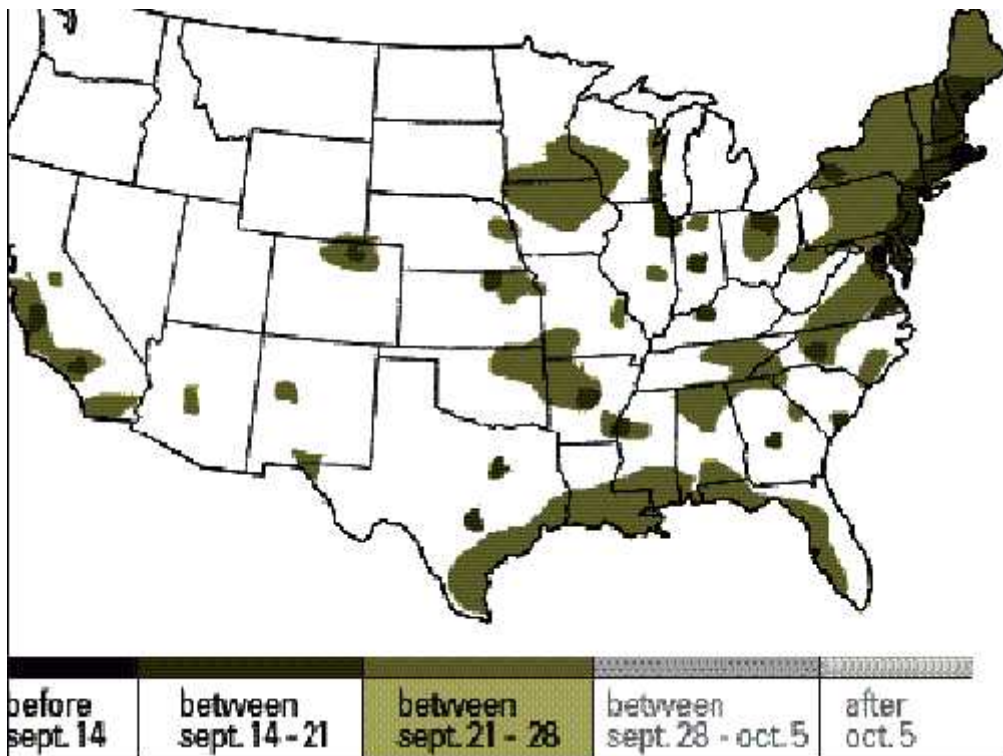 before
sept. 14
between
sept. 14 - 21
between
sept. 21 - 28
between
sept. 28 - oct. 5
after
oct. 5